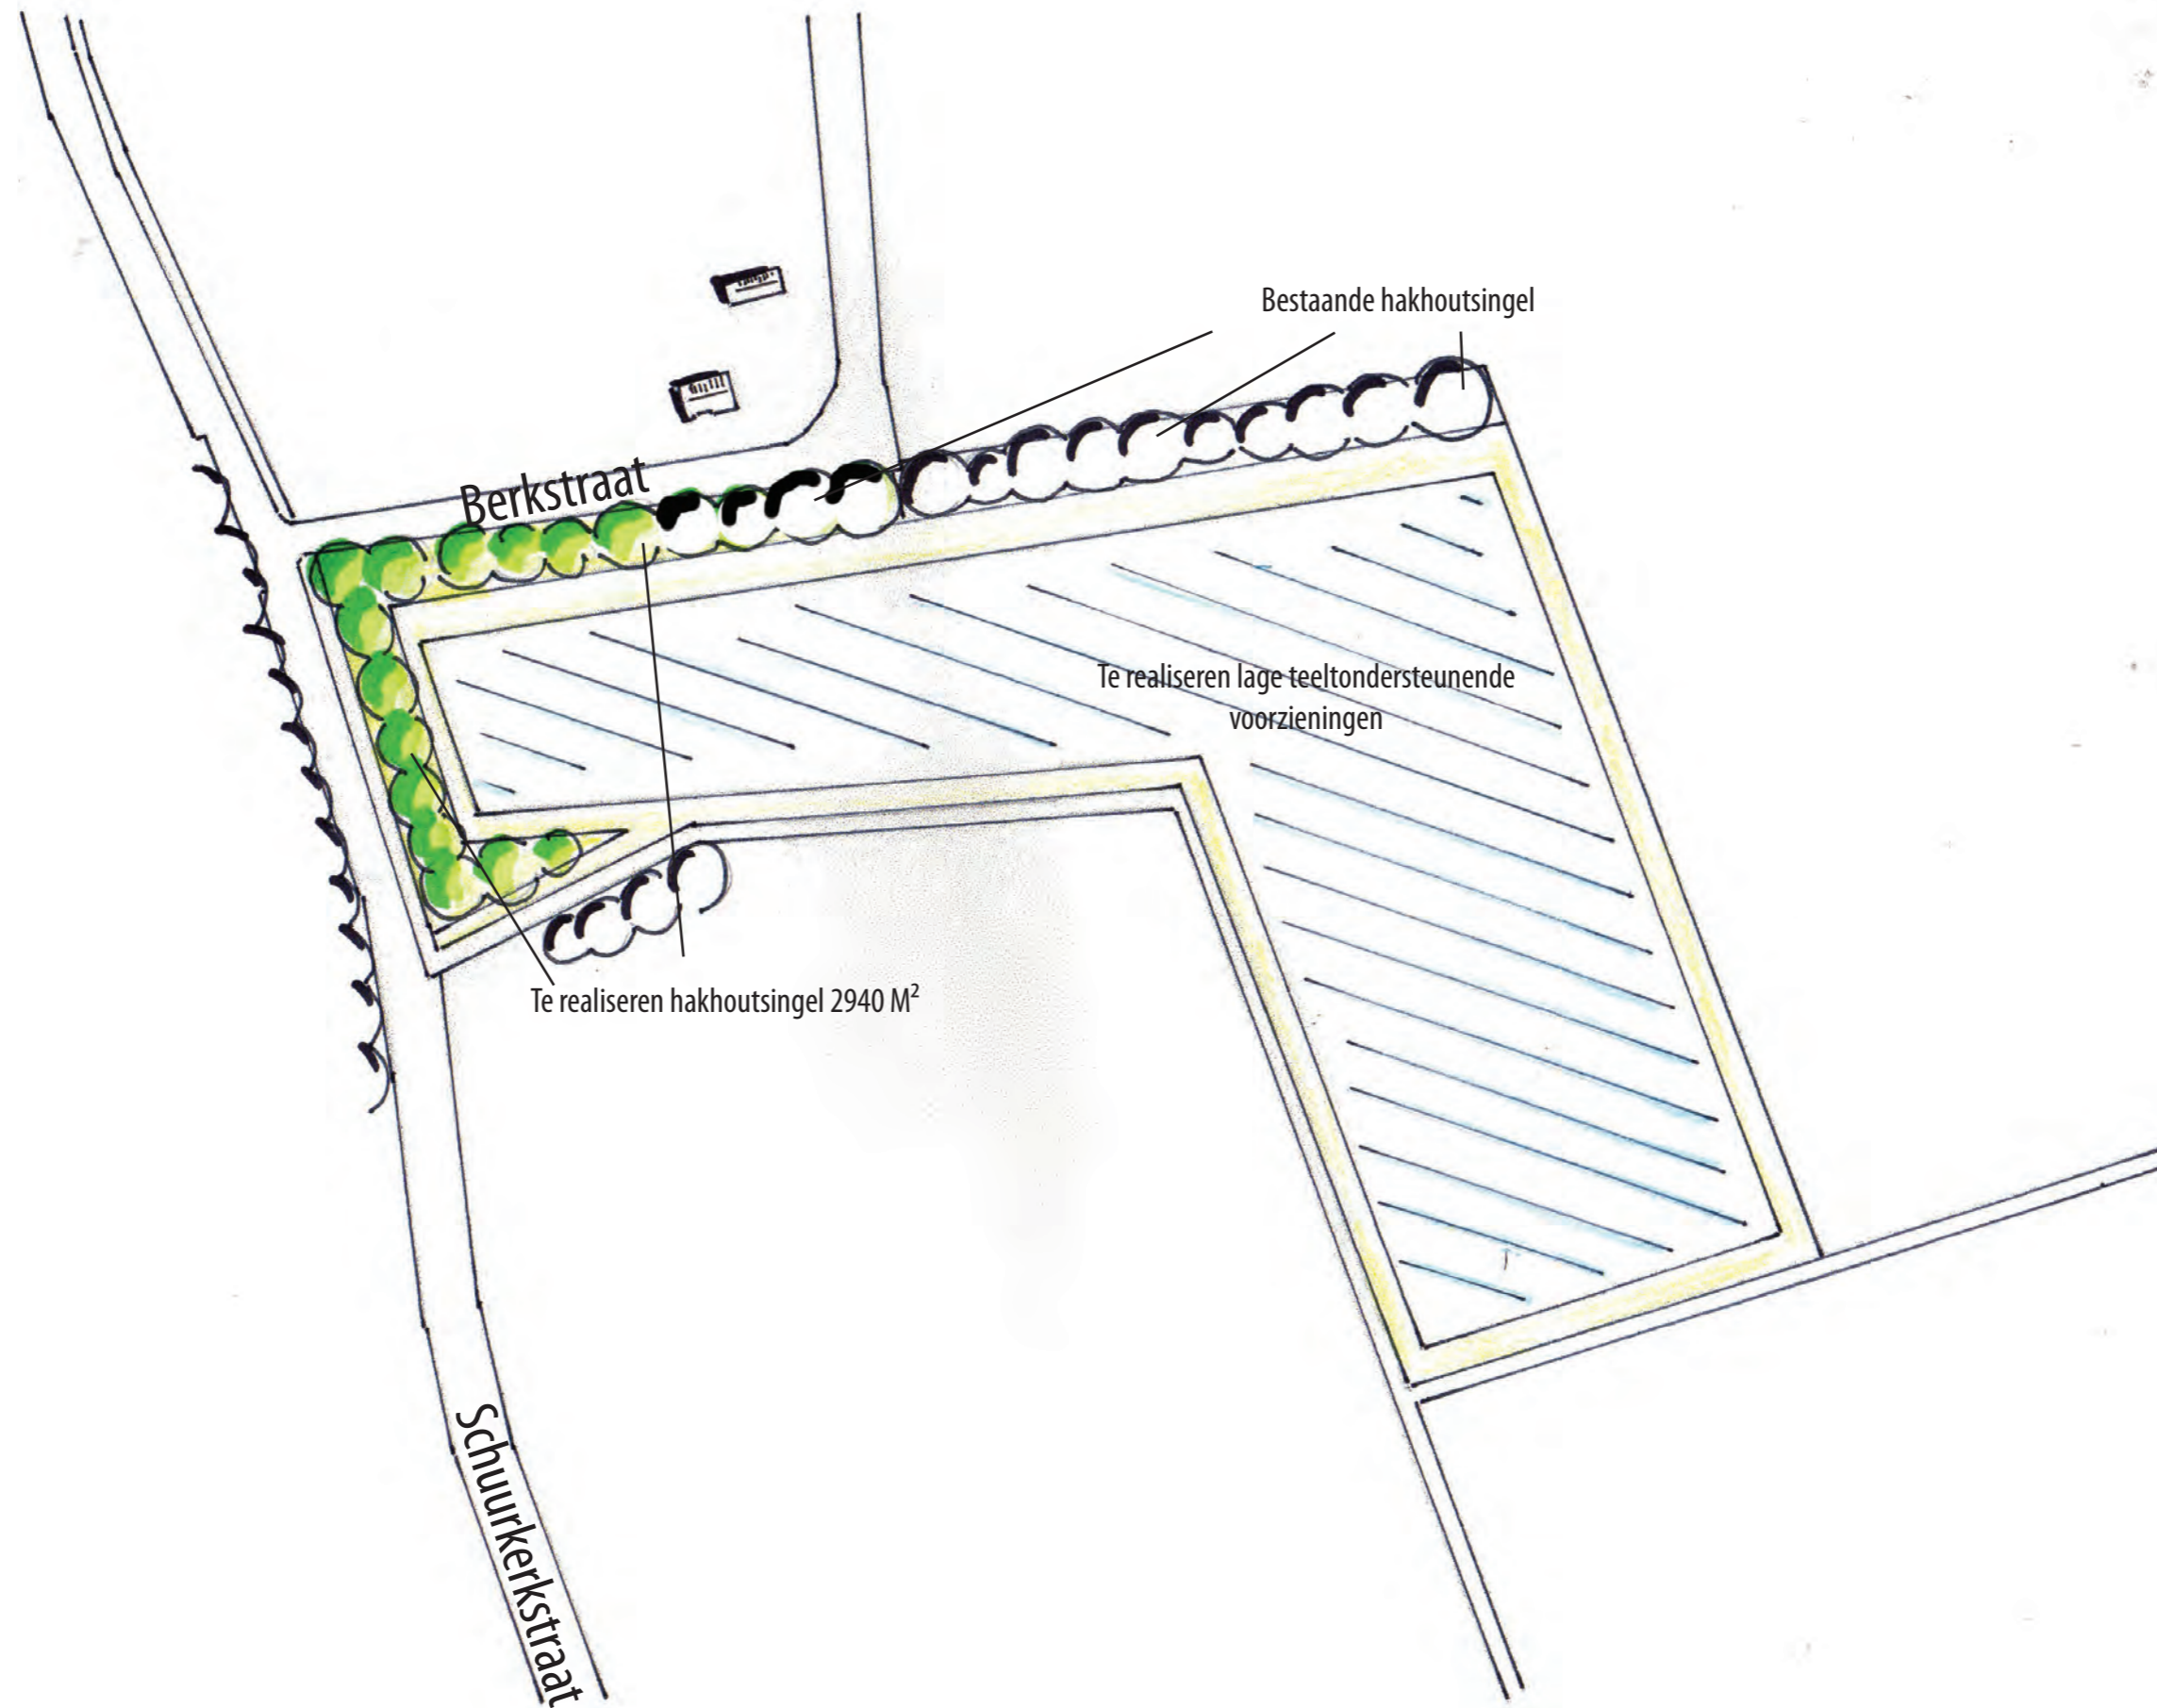 Bestaande hakhoutsingel
Berkstraat
Te realiseren lage teeltondersteunende
voorzieningen
Te realiseren hakhoutsingel 2940 M²
Schuurkerkstraat